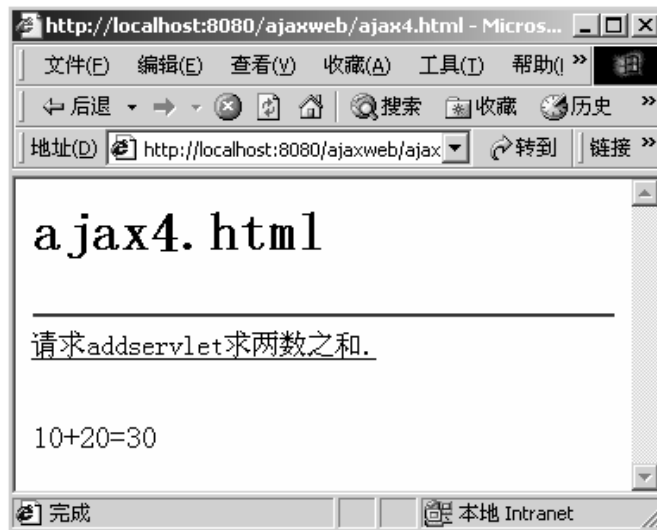 http://localhost:8080/ajaxweb/ajax4.html - Micros...
文件(F) 编辑(E) 查看(V) 收藏(A) 工具(T) 帮助( »
后退 搜索 收藏 历史 »
地址(D) http://localhost:8080/ajaxweb/ajax 转到 链接 »
ajax4.html
请求addservlet求两数之和.
10+20=30
完成 本地 Intranet